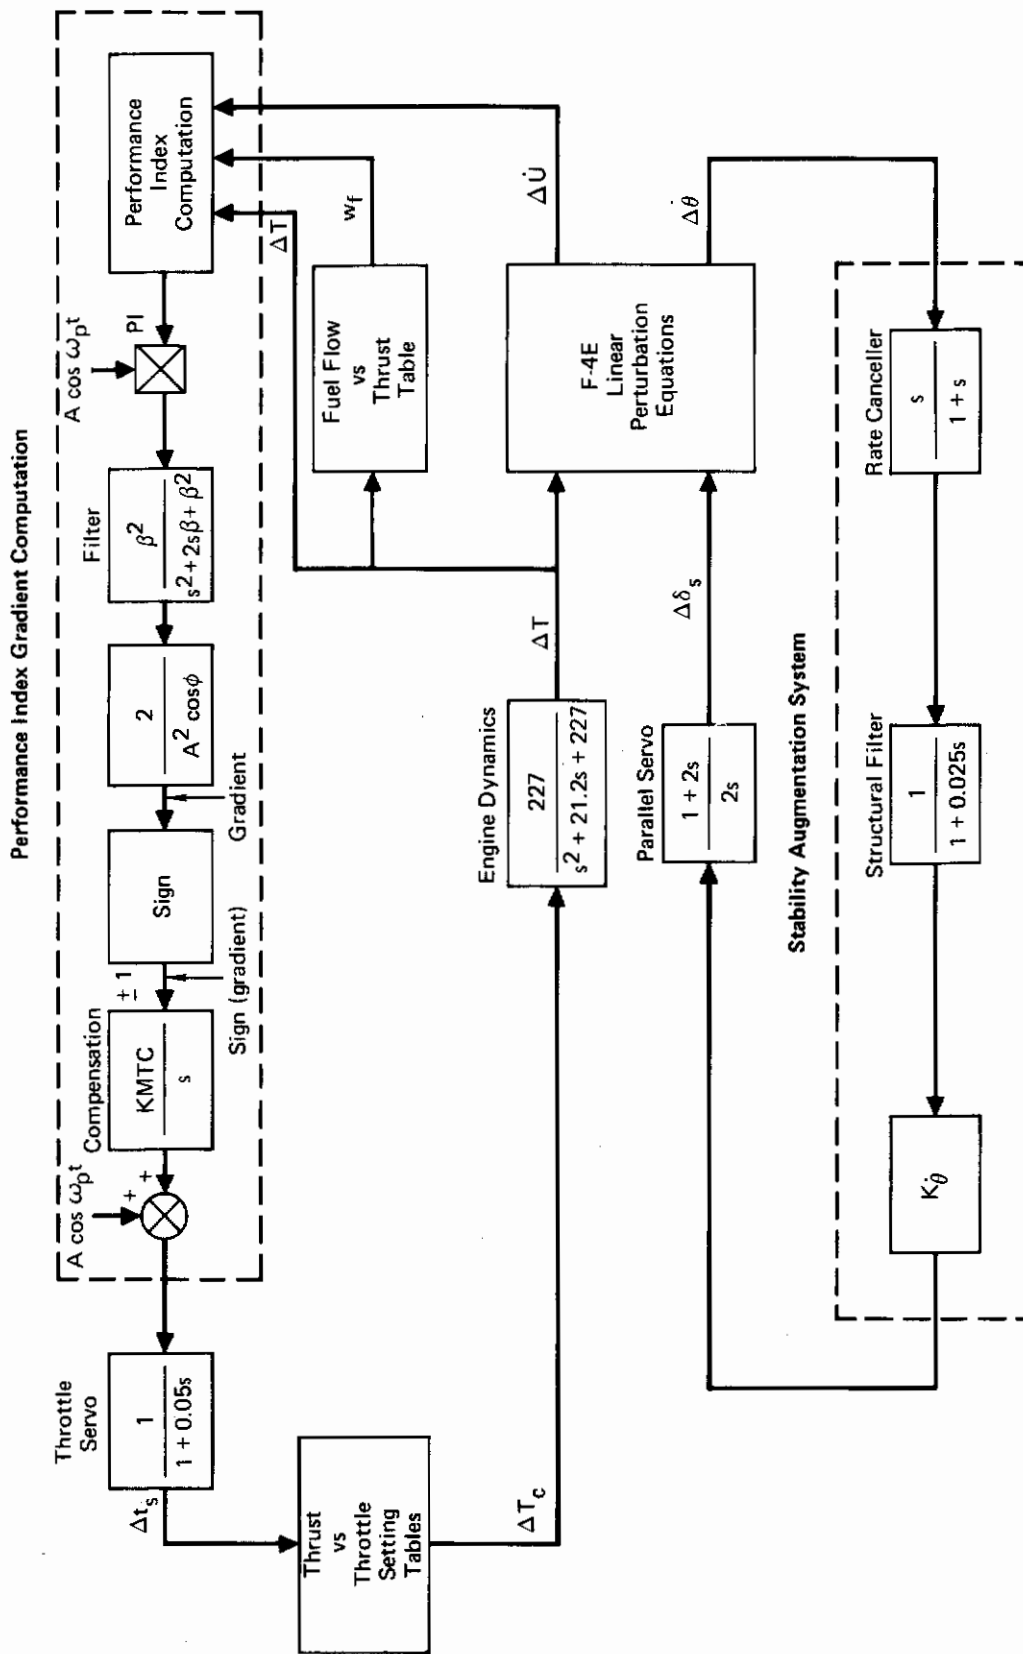 Performance Index Gradient Computation
A cos ω_p t
Compensation
KMTC
s
+
+
± 1
Sign (gradient)
Sign
Gradient
2
A² cosϕ
Filter
β²
s² + 2sβ + β²
A cos ω_p t
PI
Performance
Index
Computation
Throttle
Servo
1
1 + 0.05s
Δt_s
Thrust
vs
Throttle
Setting
Tables
ΔT_c
Engine Dynamics
227
s² + 21.2s + 227
ΔT
ΔT
Fuel Flow
vs
Thrust
Table
w_f
Parallel Servo
1 + 2s
2s
Δδ_s
F-4E
Linear
Perturbation
Equations
ΔU̇
Δθ̇
Stability Augmentation System
K_θ̇
Structural Filter
1
1 + 0.025s
Rate Canceller
s
1 + s